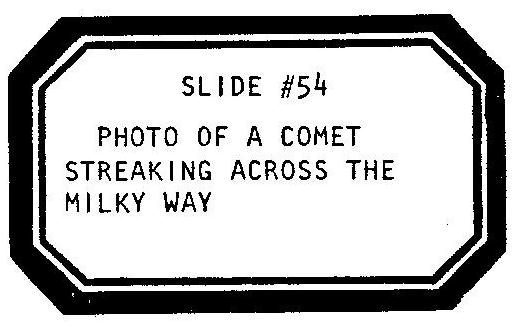 SLIDE #54
PHOTO OF A COMET
STREAKING ACROSS THE
MILKY WAY